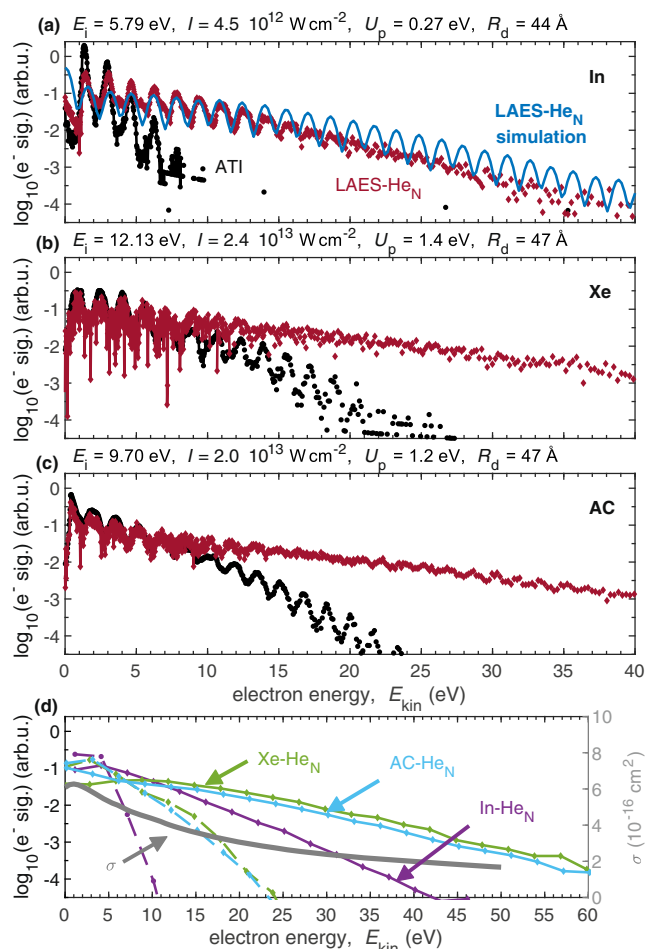 (a) E_i = 5.79 eV, I = 4.5 10^12 W cm^-2, U_p = 0.27 eV, R_d = 44 Å
0
-1
-2
-3
-4
log_10(e^- sig.) (arb.u.)
In
LAES-He_N
simulation
ATI
LAES-He_N
(b) E_i = 12.13 eV, I = 2.4 10^13 W cm^-2, U_p = 1.4 eV, R_d = 47 Å
0
-1
-2
-3
-4
log_10(e^- sig.) (arb.u.)
Xe
(c) E_i = 9.70 eV, I = 2.0 10^13 W cm^-2, U_p = 1.2 eV, R_d = 47 Å
0
-1
-2
-3
-4
log_10(e^- sig.) (arb.u.)
AC
0 5 10 15 20 25 30 35 40
electron energy, E_kin (eV)
(d)
0
-1
-2
-3
-4
log_10(e^- sig.) (arb.u.)
Xe-He_N
AC-He_N
In-He_N
σ
10
8
6
4
2
0
σ (10^-16 cm^2)
0 5 10 15 20 25 30 35 40 45 50 55 60
electron energy, E_kin (eV)